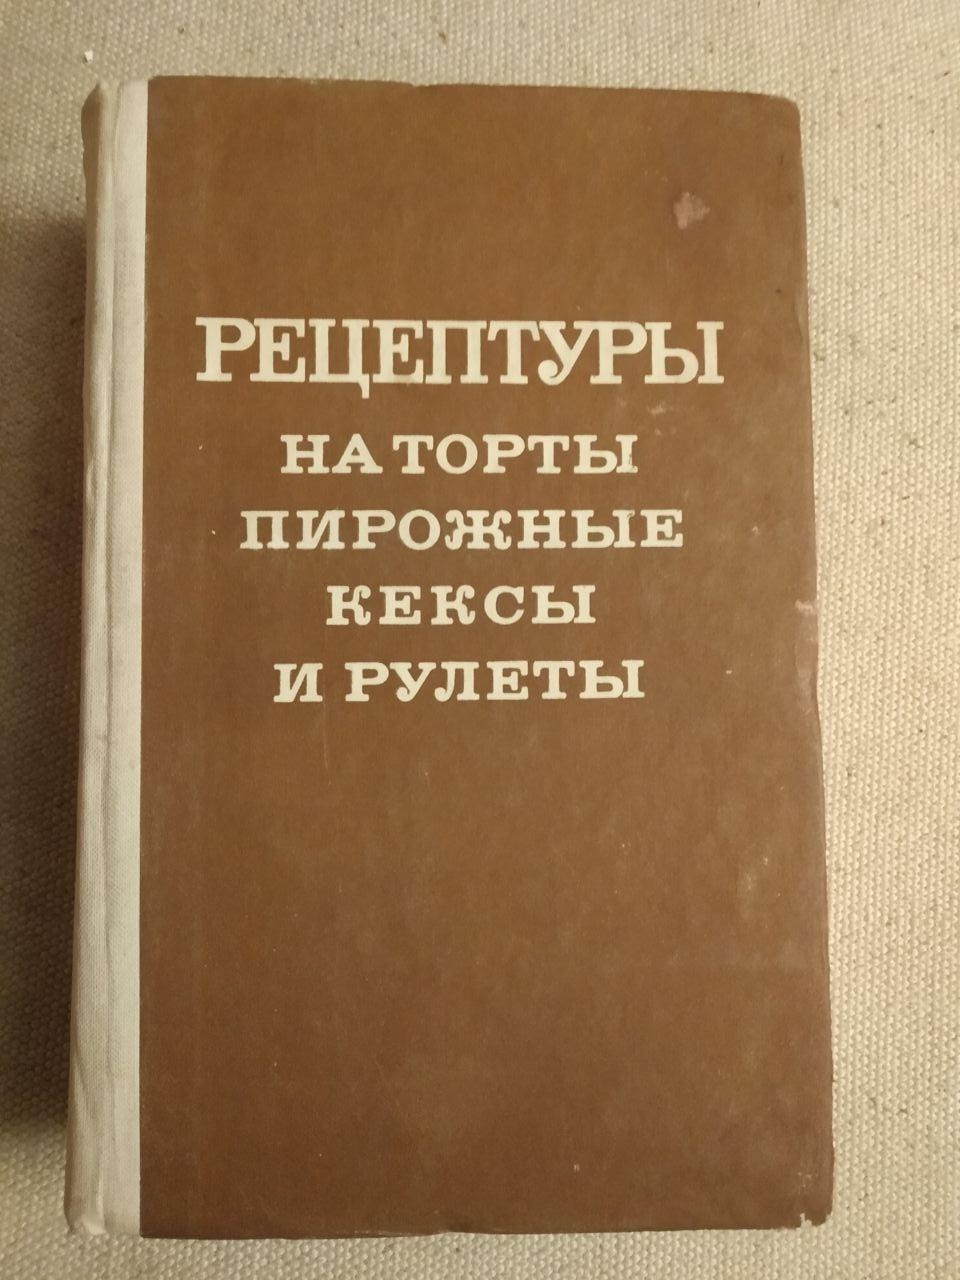 РЕЦЕПТУРЫ
НА ТОРТЫ
ПИРОЖНЫЕ
КЕКСЫ
И РУЛЕТЫ